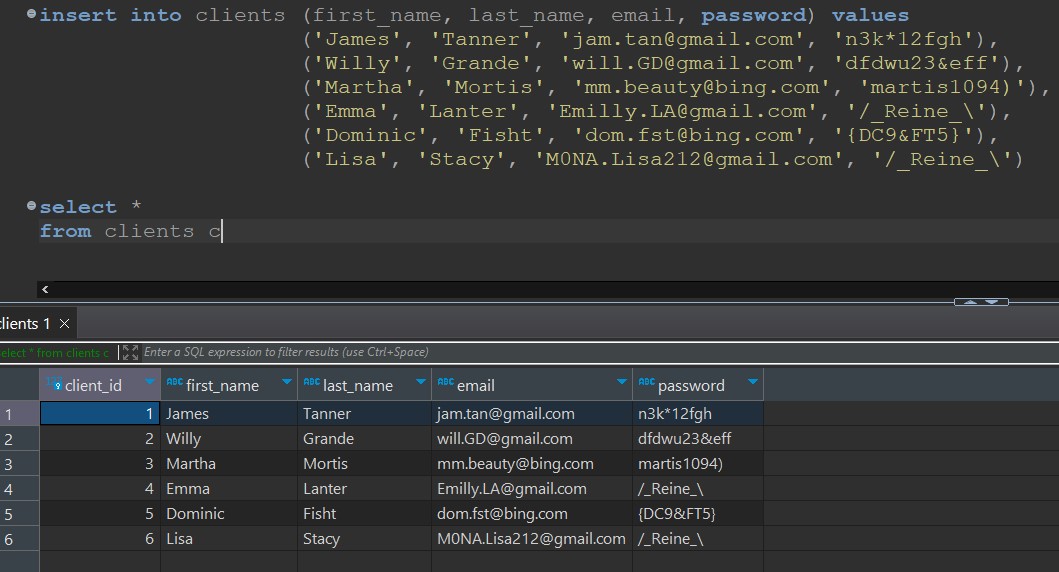 insert into clients (first_name, last_name, email, password) values
('James', 'Tanner', 'jam.tan@gmail.com', 'n3k*12fgh'),
('Willy', 'Grande', 'will.GD@gmail.com', 'dfdwu23&eff'),
('Martha', 'Mortis', 'mm.beauty@bing.com', 'martis1094)'),
('Emma', 'Lanter', 'Emilly.LA@gmail.com', '/_Reine_\'),
('Dominic', 'Fisht', 'dom.fst@bing.com', '{DC9&FT5}'),
('Lisa', 'Stacy', 'M0NA.Lisa212@gmail.com', '/_Reine_\')
select *
from clients c
clients 1
select * from clients c Enter a SQL expression to filter results (use Ctrl+Space)
123 client_id ABC first_name ABC last_name ABC email ABC password
1 1 James Tanner jam.tan@gmail.com n3k*12fgh
2 2 Willy Grande will.GD@gmail.com dfdwu23&eff
3 3 Martha Mortis mm.beauty@bing.com martis1094)
4 4 Emma Lanter Emilly.LA@gmail.com /_Reine_\
5 5 Dominic Fisht dom.fst@bing.com {DC9&FT5}
6 6 Lisa Stacy M0NA.Lisa212@gmail.com /_Reine_\